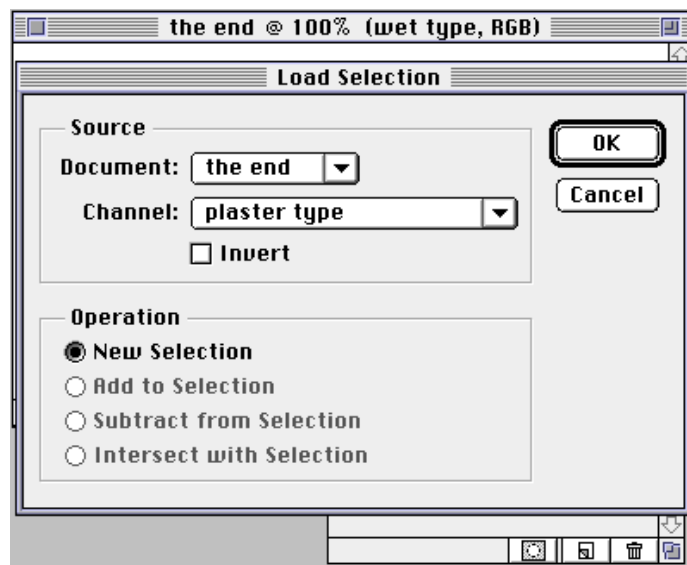 the end @ 100% (wet type, RGB)
Load Selection
Source
Document: the end
Channel: plaster type
Invert
OK
Cancel
Operation
New Selection
Add to Selection
Subtract from Selection
Intersect with Selection